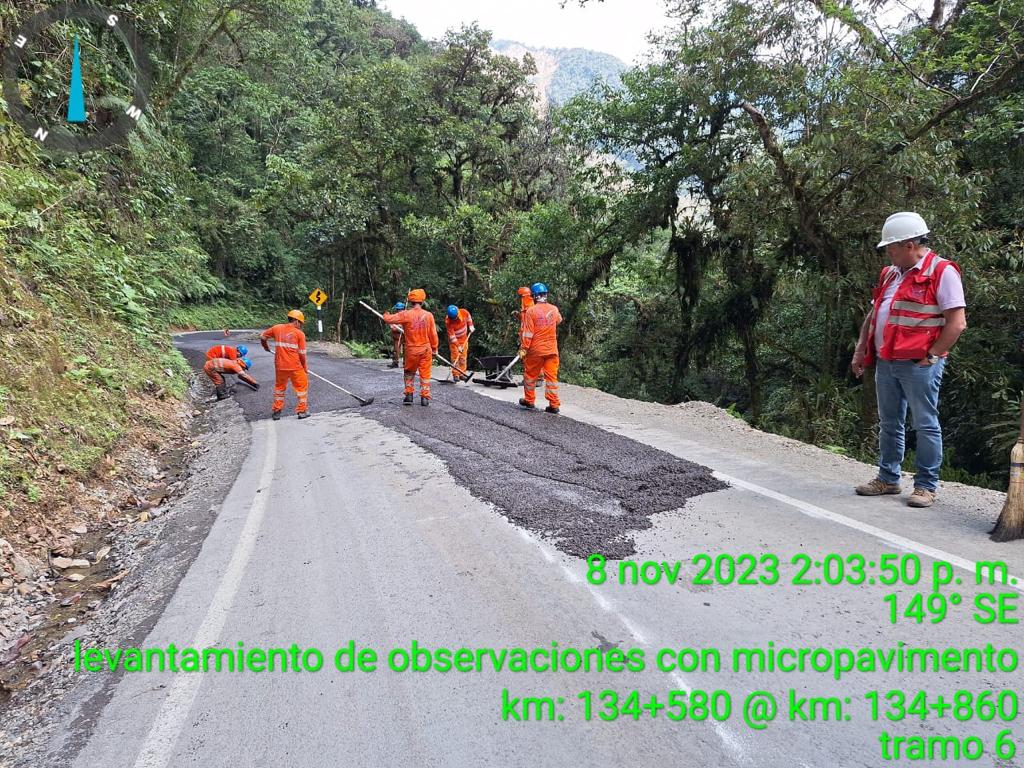 S
E
W
N
8 nov 2023 2:03:50 p. m.
149° SE
levantamiento de observaciones con micropavimento
km: 134+580 @ km: 134+860
tramo 6